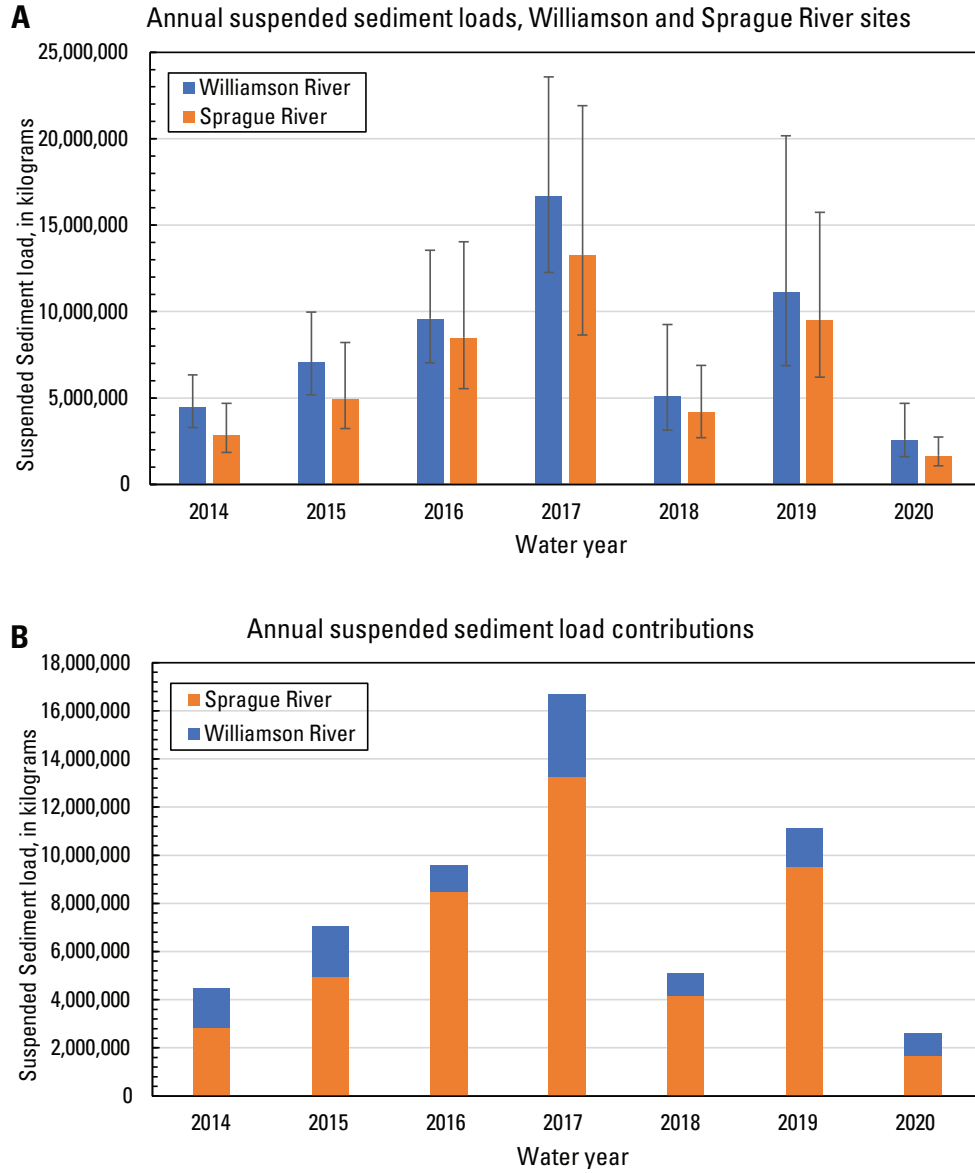 A
Annual suspended sediment loads, Williamson and Sprague River sites
Suspended Sediment load, in kilograms
25,000,000
20,000,000
15,000,000
10,000,000
5,000,000
0
Williamson River
Sprague River
2014 2015 2016 2017 2018 2019 2020
Water year
B
Annual suspended sediment load contributions
Suspended Sediment load, in kilograms
18,000,000
16,000,000
14,000,000
12,000,000
10,000,000
8,000,000
6,000,000
4,000,000
2,000,000
0
Sprague River
Williamson River
2014 2015 2016 2017 2018 2019 2020
Water year